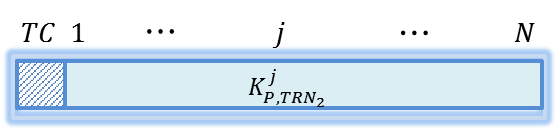 TC 1 ⋯ j ⋯ N
K^j_{P,TRN_2}